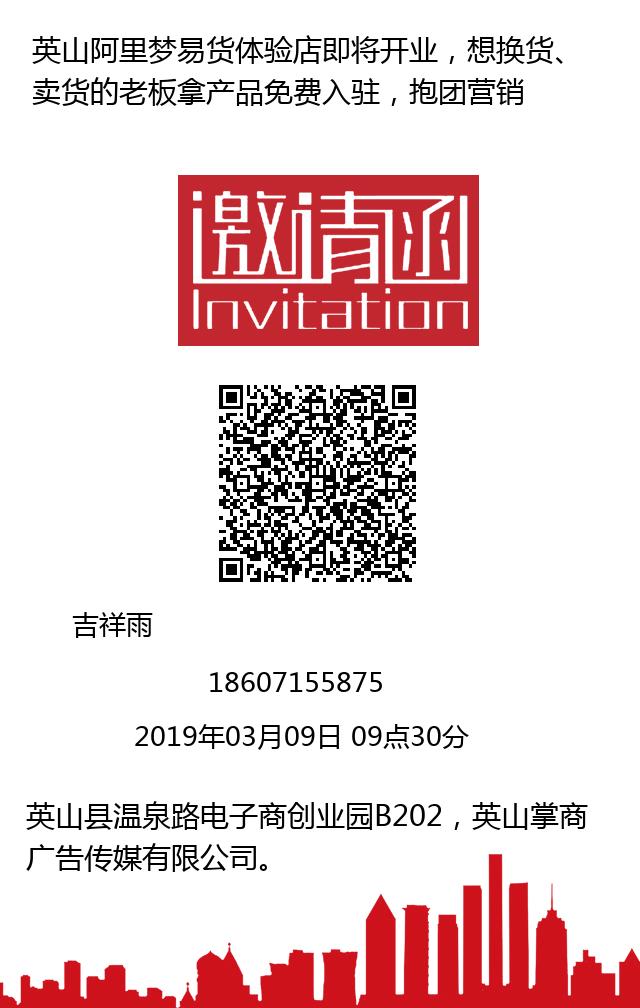 英山阿里梦易货体验店即将开业，想换货、
卖货的老板拿产品免费入驻，抱团营销
邀请函
Invitation
吉祥雨
18607155875
2019年03月09日 09点30分
英山县温泉路电子商创业园B202，英山掌商
广告传媒有限公司。